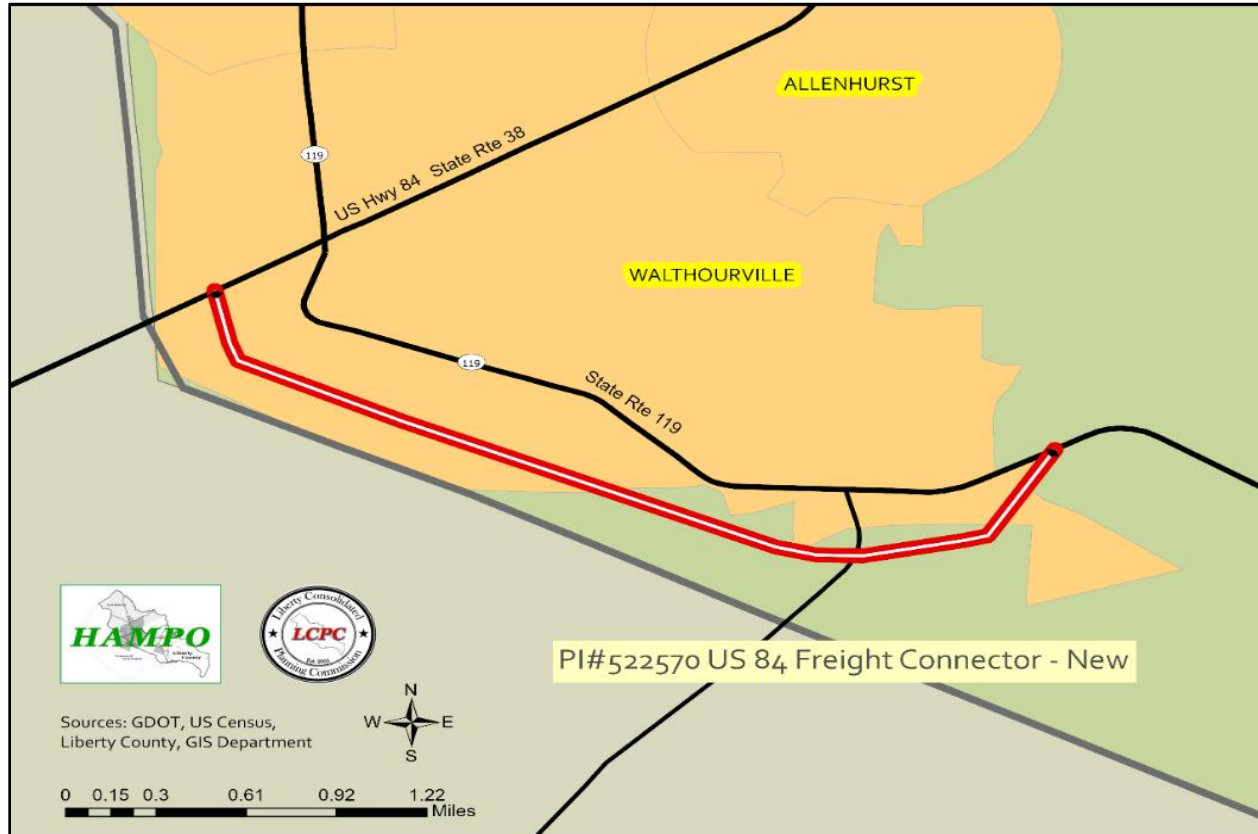 ALLENHURST
119
US Hwy 84 State Rte 38
WALTHOURVILLE
119
State Rte 119
HAMPO
Liberty Consolidated
LCPC
Planning Commission
PI#522570 US 84 Freight Connector - New
Sources: GDOT, US Census,
Liberty County, GIS Department
N
W E
S
0 0.15 0.3 0.61 0.92 1.22
Miles